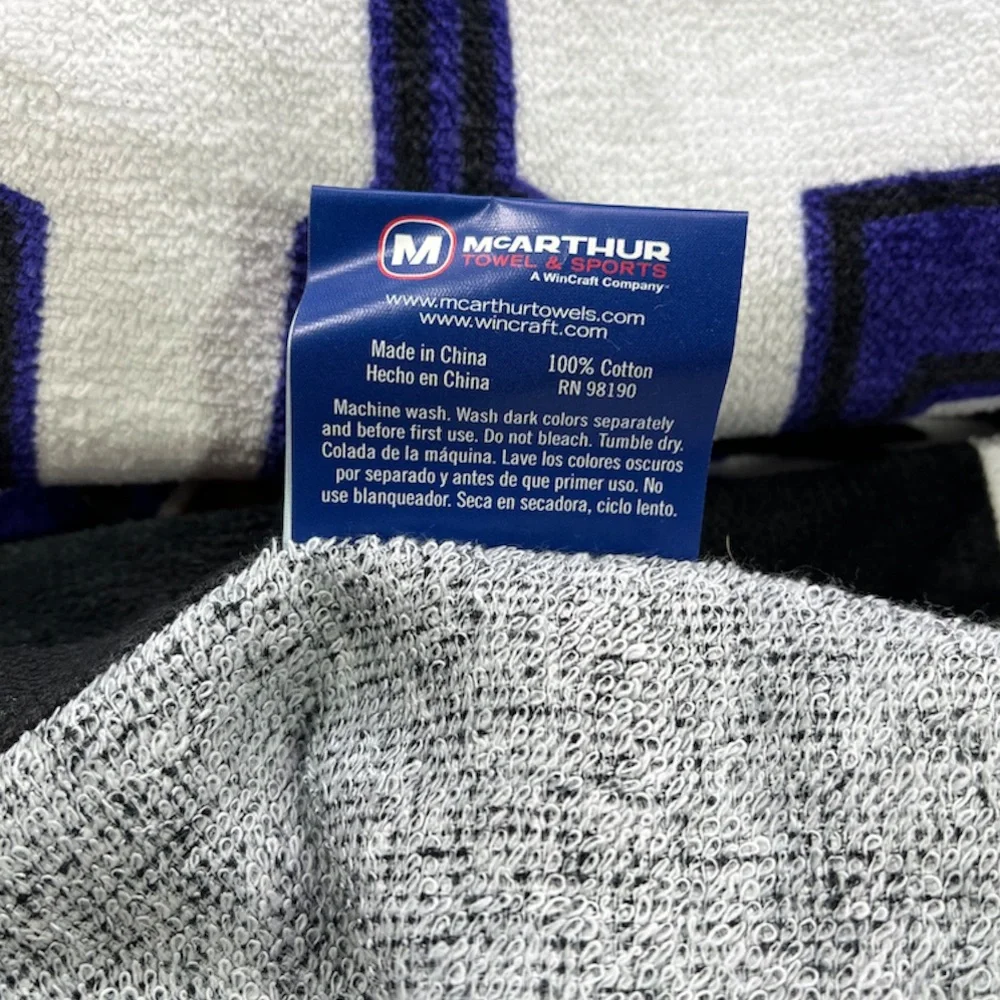 M
McARTHUR
TOWEL & SPORTS
A WinCraft Company
www.mcarthurtowels.com
www.wincraft.com
Made in China
Hecho en China
100% Cotton
RN 98190
Machine wash. Wash dark colors separately
and before first use. Do not bleach. Tumble dry.
Colada de la máquina. Lave los colores oscuros
por separado y antes de que primer uso. No
use blanqueador. Seca en secadora, ciclo lento.